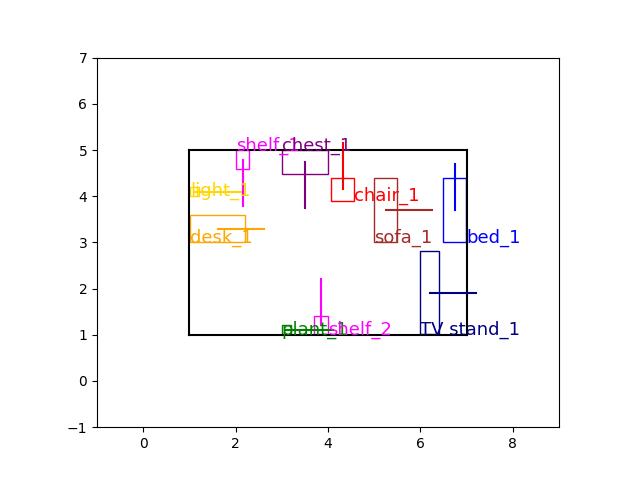 7
6
5
4
3
2
1
0
−1
shelf_1
chest_1
light_1
chair_1
desk_1
sofa_1
bed_1
plant_1
shelf_2
TV stand_1
0
2
4
6
8